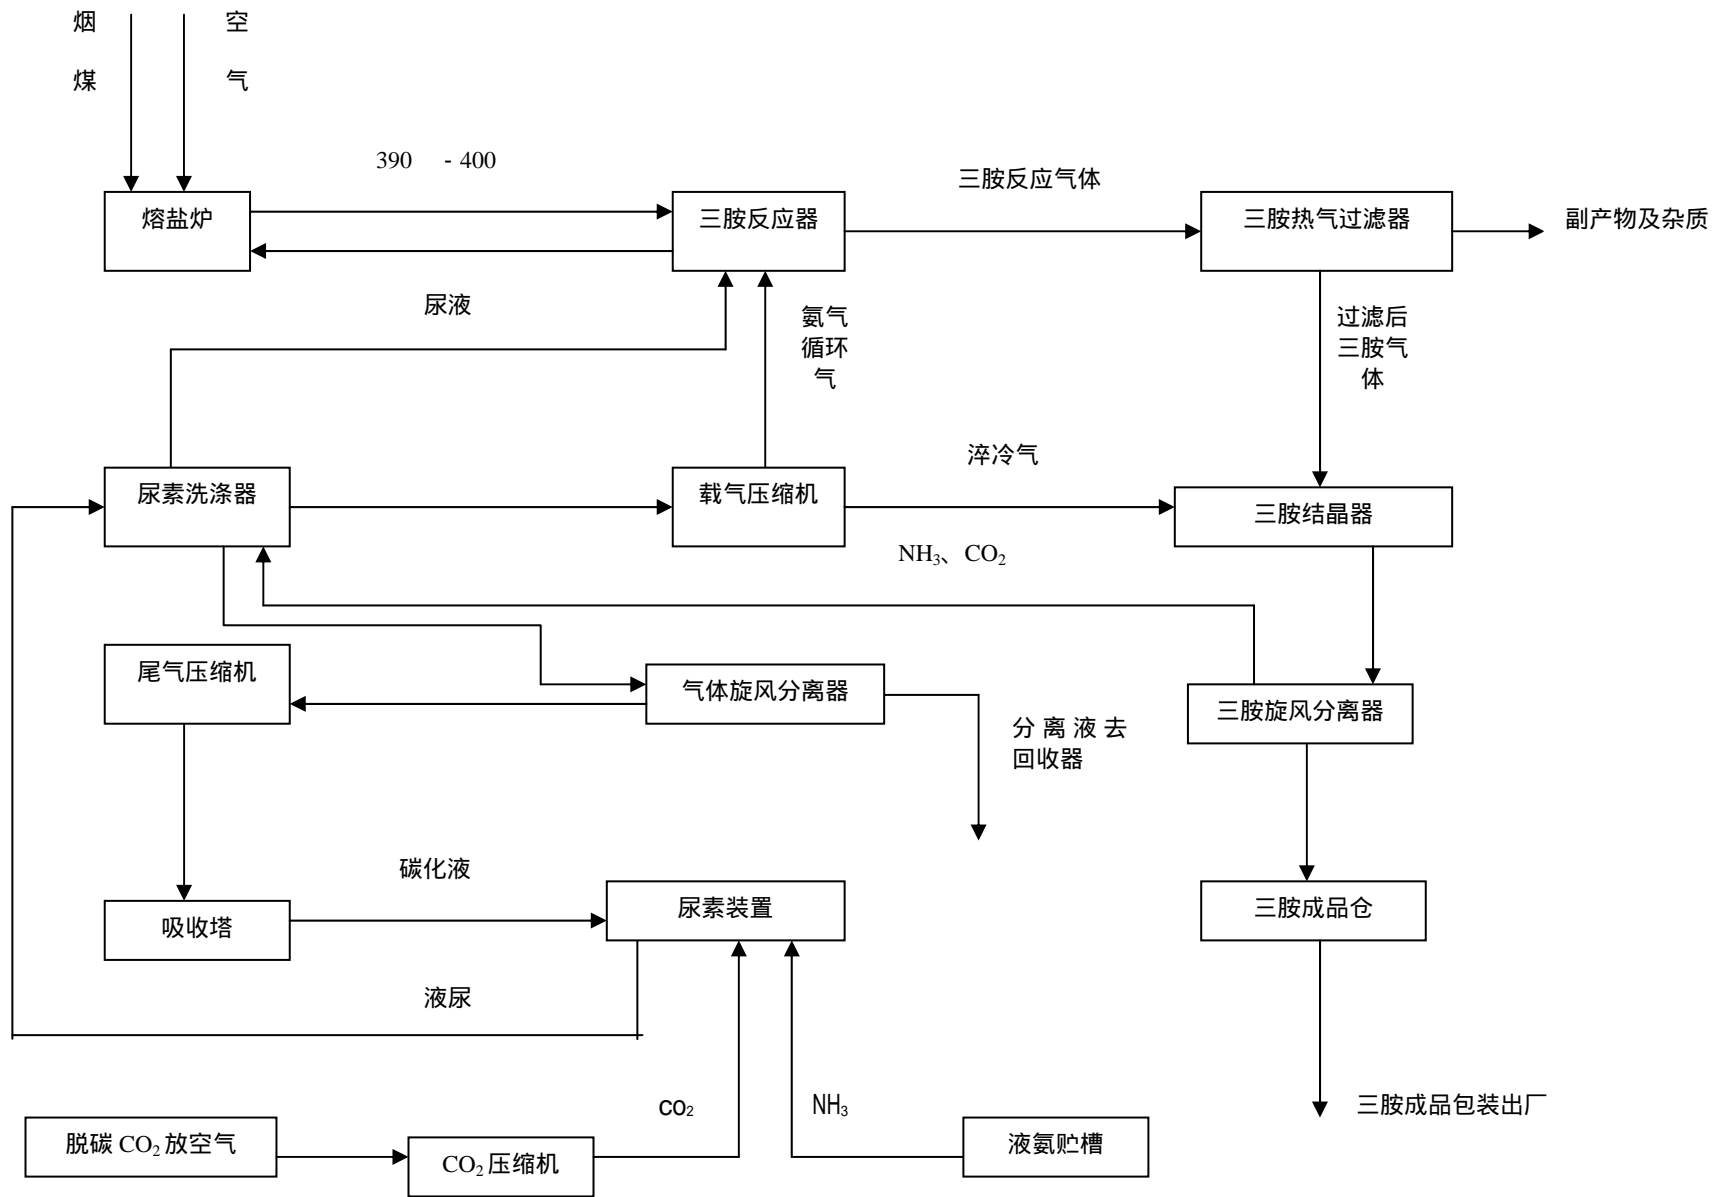 烟 空
煤 气
390 - 400
三胺反应气体
熔盐炉
三胺反应器
三胺热气过滤器
副产物及杂质
尿液
氨气
循环
气
过滤后
三胺气
体
淬冷气
尿素洗涤器
载气压缩机
三胺结晶器
NH₃、CO₂
尾气压缩机
气体旋风分离器
三胺旋风分离器
分离液去
回收器
碳化液
吸收塔
尿素装置
三胺成品仓
液尿
CO₂
NH₃
三胺成品包装出厂
脱碳 CO₂ 放空气
CO₂ 压缩机
液氨贮槽